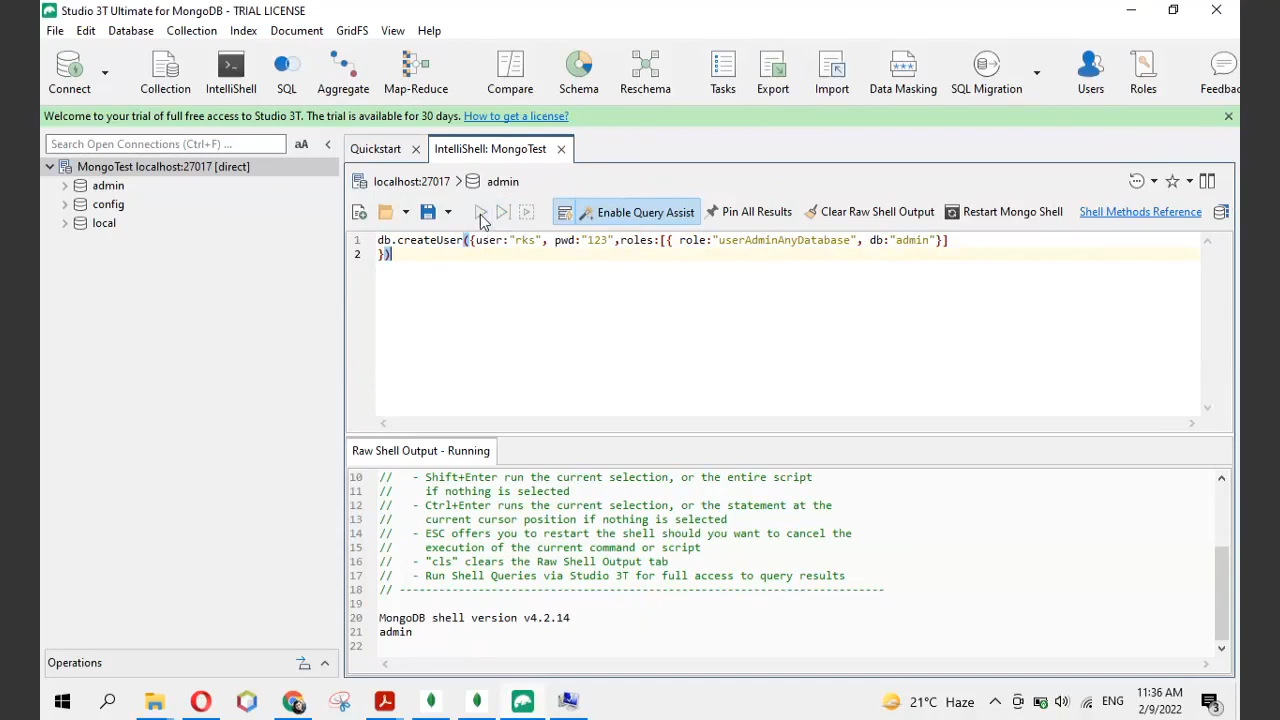 Studio 3T Ultimate for MongoDB - TRIAL LICENSE
File Edit Database Collection Index Document GridFS View Help
Connect Collection IntelliShell SQL Aggregate Map-Reduce Compare Schema Reschema Tasks Export Import Data Masking SQL Migration Users Roles Feedbac
Welcome to your trial of full free access to Studio 3T. The trial is available for 30 days. How to get a license?
Search Open Connections (Ctrl+F) ... aA
Quickstart IntelliShell: MongoTest
MongoTest localhost:27017 [direct]
admin
config
local
localhost:27017 admin
Enable Query Assist Pin All Results Clear Raw Shell Output Restart Mongo Shell Shell Methods Reference
1 db.createUser({user:"rks", pwd:"123",roles:[{ role:"userAdminAnyDatabase", db:"admin"}]
2 })
Raw Shell Output - Running
10 // - Shift+Enter run the current selection, or the entire script
11 // if nothing is selected
12 // - Ctrl+Enter runs the current selection, or the statement at the
13 // current cursor position if nothing is selected
14 // - ESC offers you to restart the shell should you want to cancel the
15 // execution of the current command or script
16 // - "cls" clears the Raw Shell Output tab
17 // - Run Shell Queries via Studio 3T for full access to query results
18 // ----------------------------------------------------------------
19
20 MongoDB shell version v4.2.14
21 admin
22
Operations
21°C Haze ENG 11:36 AM
2/9/2022 3